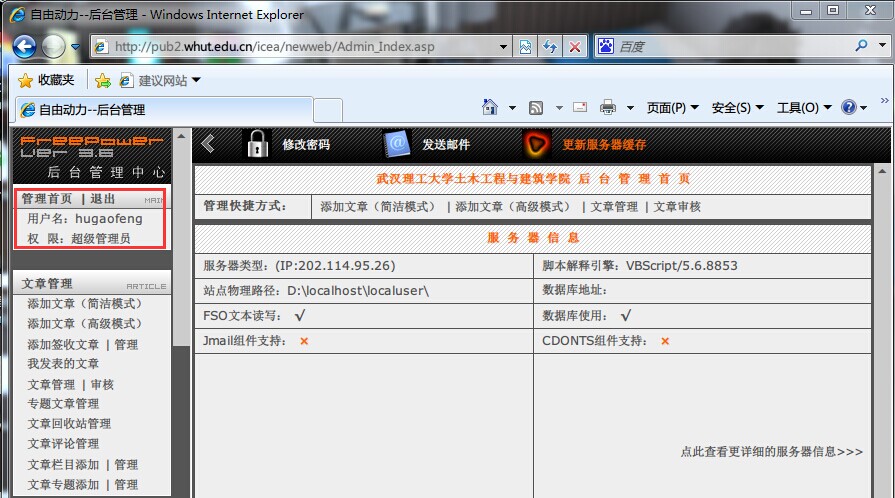 自由动力--后台管理 - Windows Internet Explorer
http://pub2.whut.edu.cn/icea/newweb/Admin_Index.asp
百度
收藏夹
建议网站
自由动力--后台管理
页面(P)
安全(S)
工具(O)
FreePower
Ver 3.6
后台管理中心
管理首页 | 退出
MAIN
用户名：hugaofeng
权 限：超级管理员
文章管理
ARTICLE
添加文章（简洁模式）
添加文章（高级模式）
添加签收文章 | 管理
我发表的文章
文章管理 | 审核
专题文章管理
文章回收站管理
文章评论管理
文章栏目添加 | 管理
文章专题添加 | 管理
修改密码
发送邮件
更新服务器缓存
武汉理工大学土木工程与建筑学院 后 台 管 理 首 页
管理快捷方式： 添加文章（简洁模式） | 添加文章（高级模式） | 文章管理 | 文章审核
服 务 器 信 息
服务器类型：(IP:202.114.95.26)
脚本解释引擎：VBScript/5.6.8853
站点物理路径：D:\localhost\localuser\
数据库地址：
FSO文本读写：√
数据库使用：√
Jmail组件支持：×
CDONTS组件支持：×
点此查看更详细的服务器信息>>>